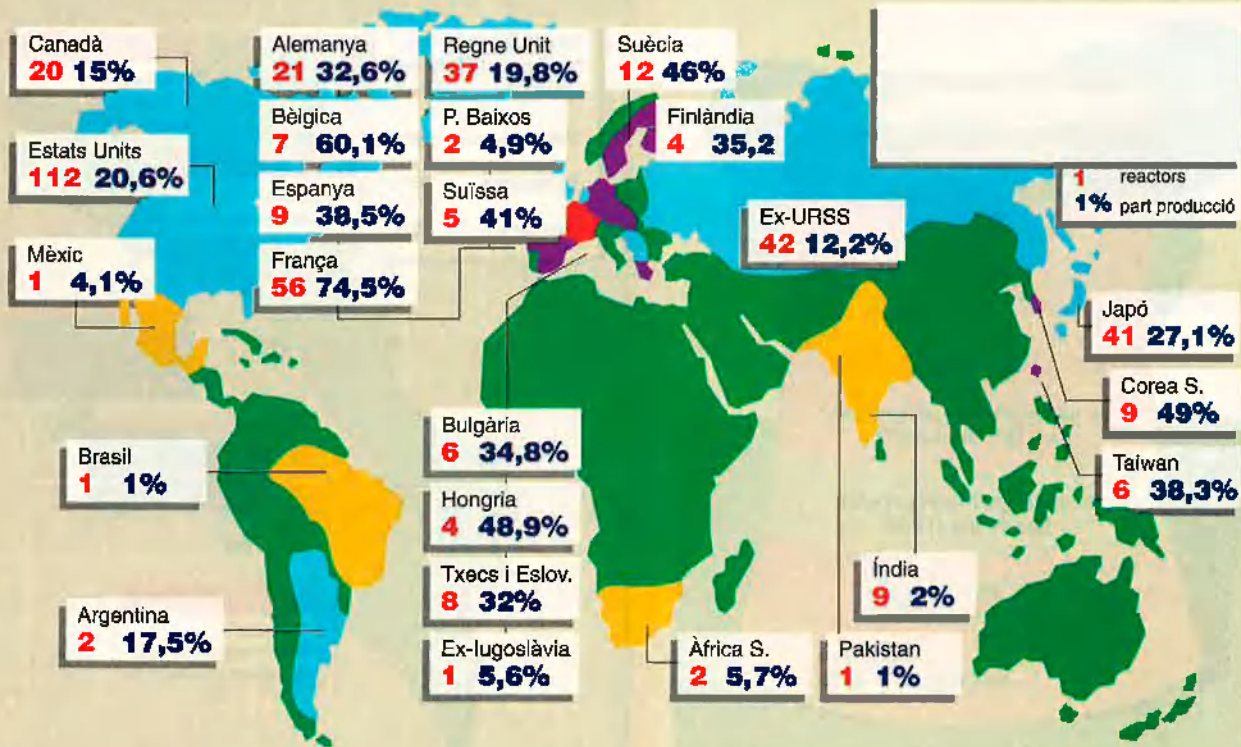 Canadà
20 15%
Estats Units
112 20,6%
Mèxic
1 4,1%
Alemanya
21 32,6%
Bèlgica
7 60,1%
Espanya
9 38,5%
França
56 74,5%
Regne Unit
37 19,8%
P. Baixos
2 4,9%
Suïssa
5 41%
Suècia
12 46%
Finlàndia
4 35,2
1 reactors
1% part producció
Ex-URSS
42 12,2%
Japó
41 27,1%
Corea S.
9 49%
Taiwan
6 38,3%
Brasil
1 1%
Argentina
2 17,5%
Bulgària
6 34,8%
Hongria
4 48,9%
Txecs i Eslov.
8 32%
Ex-Iugoslàvia
1 5,6%
Àfrica S.
2 5,7%
Pakistan
1 1%
Índia
9 2%